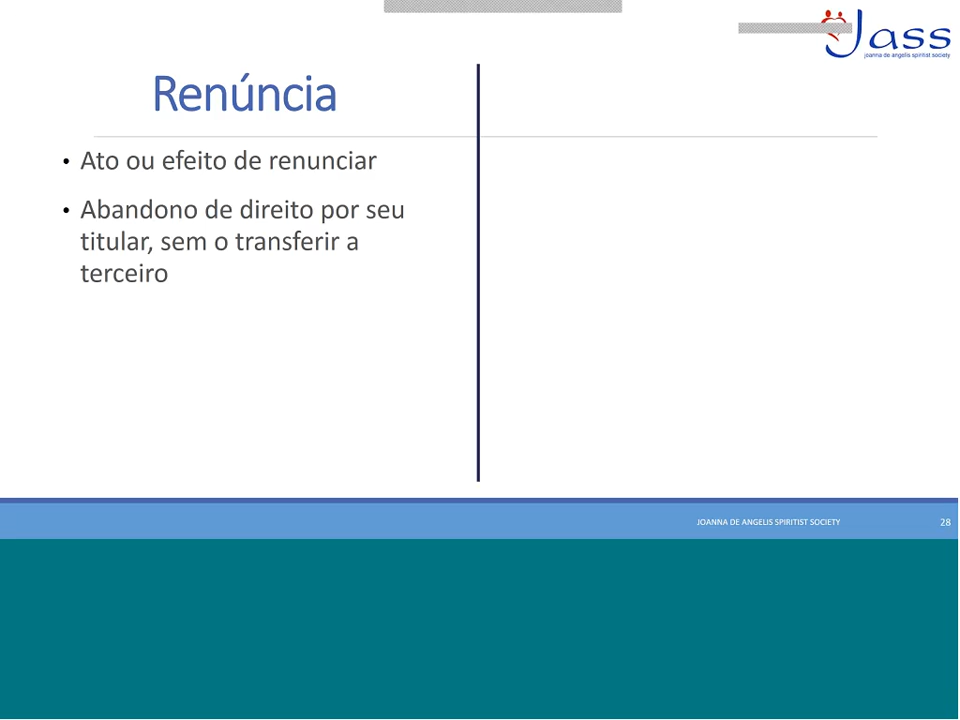 Jass
joanna de angelis spiritist society
Renúncia
• Ato ou efeito de renunciar
• Abandono de direito por seu
titular, sem o transferir a
terceiro
JOANNA DE ANGELIS SPIRITIST SOCIETY
28